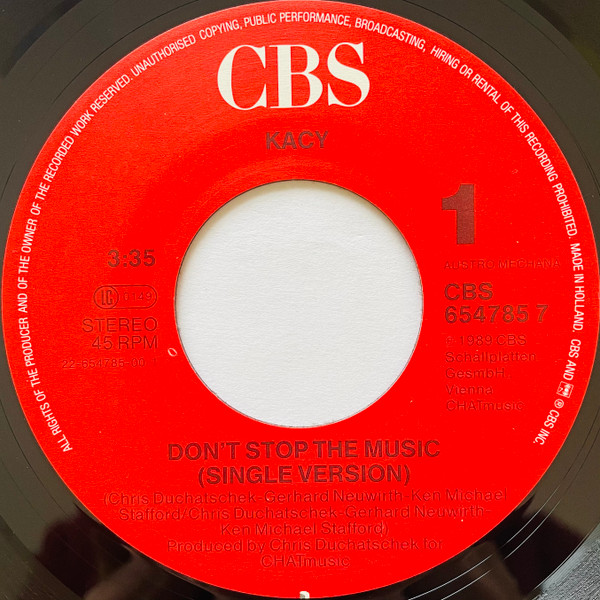 ALL RIGHTS OF THE PRODUCER AND OF THE OWNER OF THE RECORDED WORK RESERVED. UNAUTHORISED COPYING, PUBLIC PERFORMANCE, BROADCASTING, HIRING OR RENTAL OF THIS RECORDING PROHIBITED. MADE IN HOLLAND. CBS AND ℗ CBS INC.
CBS
KACY
1
3:35
AUSTRO MECHANA
CBS
654785 7
STEREO
45 RPM
22-654785-00
℗ 1989 CBS
Schallplatten
GesmbH.
Vienna
CHATmusic
DON'T STOP THE MUSIC
(SINGLE VERSION)
(Chris Duchatschek-Gerhard Neuwirth-Ken Michael
Stafford/Chris Duchatschek-Gerhard Neuwirth-
Ken Michael Stafford)
Produced by Chris Duchatschek for
CHATmusic